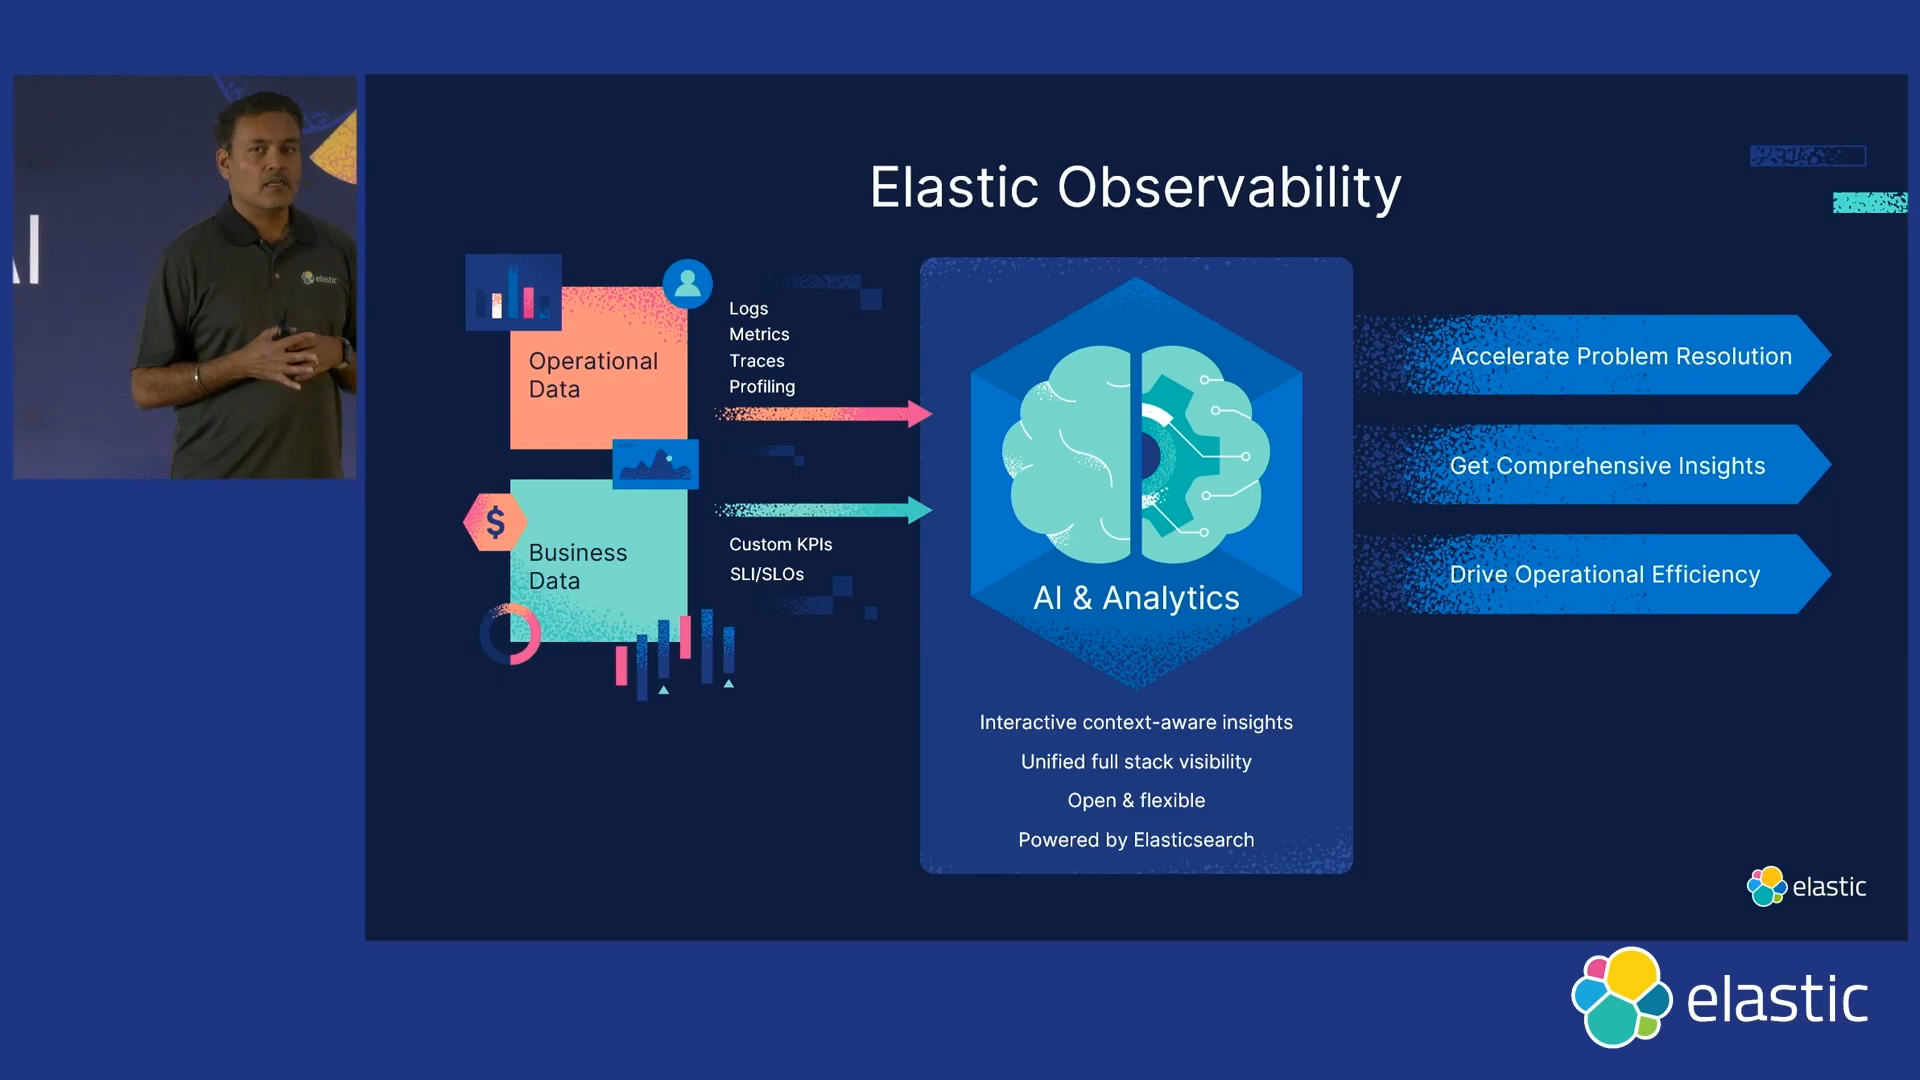 Elastic Observability
Operational
Data
Logs
Metrics
Traces
Profiling
$
Business
Data
Custom KPIs
SLI/SLOs
AI & Analytics
Interactive context-aware insights
Unified full stack visibility
Open & flexible
Powered by Elasticsearch
Accelerate Problem Resolution
Get Comprehensive Insights
Drive Operational Efficiency
elastic
elastic
elastic